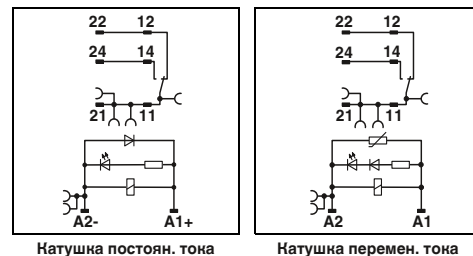 22 12
24 14
21 11
A2- A1+
Катушка постоян. тока
22 12
24 14
21 11
A2 A1
Катушка перемен. тока